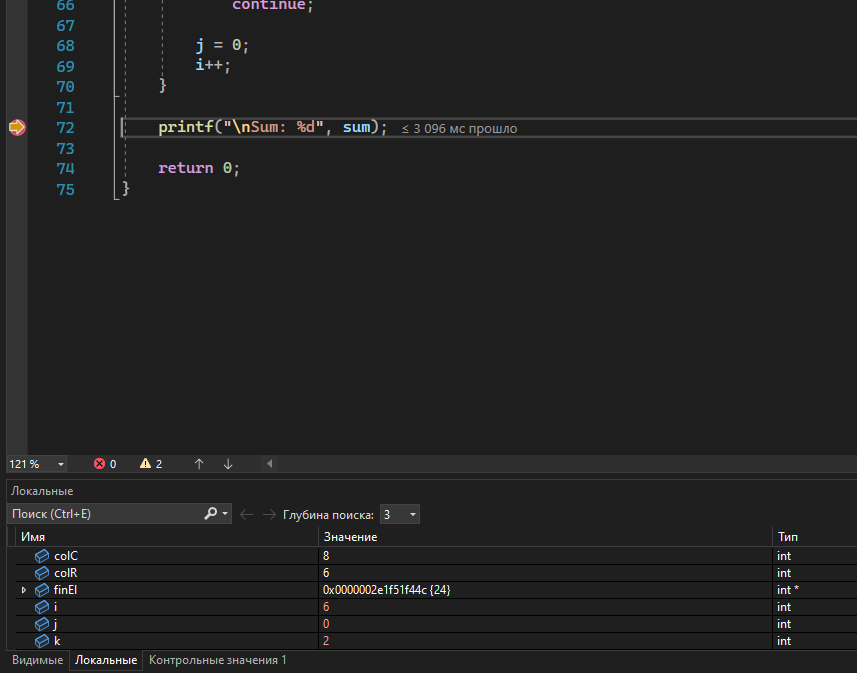 66 continue;
67
68 j = 0;
69 i++;
70 }
71
72 printf("\nSum: %d", sum); ≤ 3 096 мс прошло
73
74 return 0;
75 }
121 % 0 2
Локальные
Поиск (Ctrl+E) Глубина поиска: 3
Имя Значение Тип
colC 8 int
colR 6 int
finEl 0x0000002e1f51f44c {24} int *
i 6 int
j 0 int
k 2 int
Видимые Локальные Контрольные значения 1